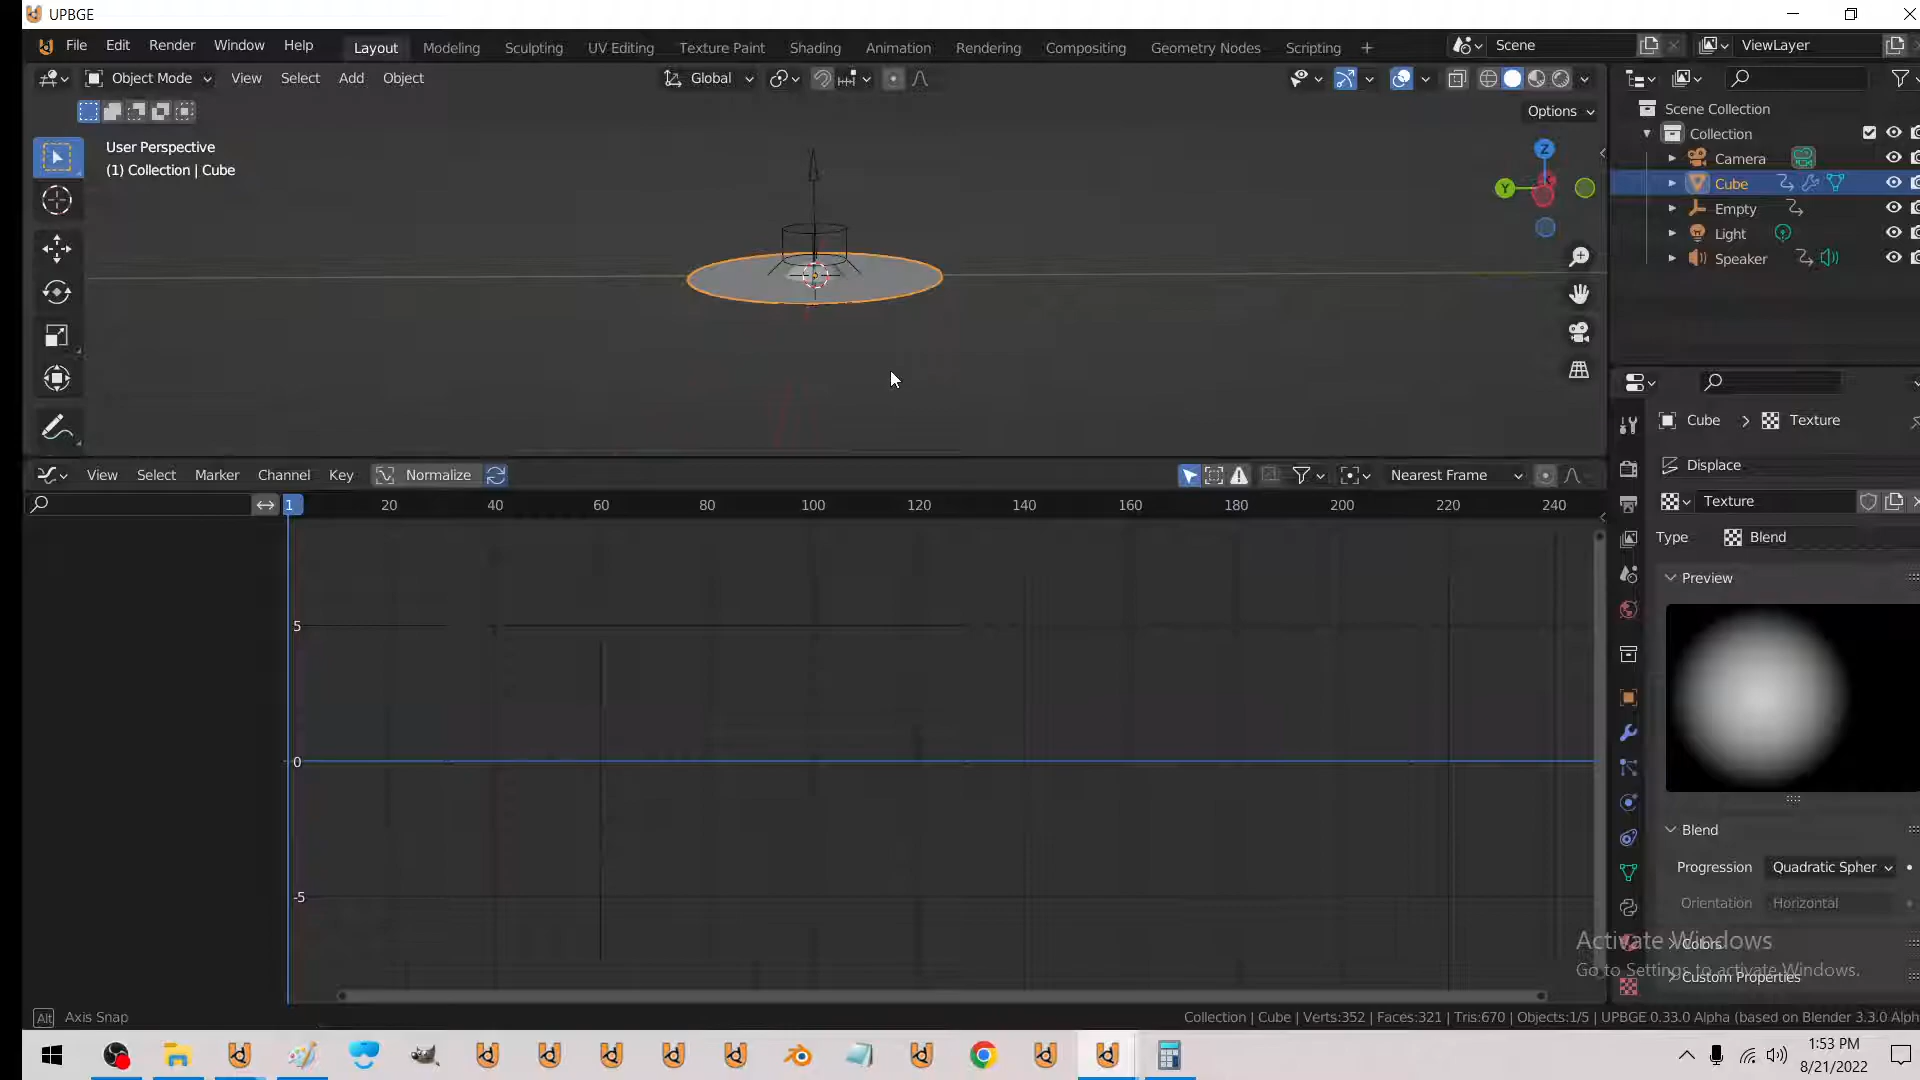 UPBGE
File Edit Render Window Help Layout Modeling Sculpting UV Editing Texture Paint Shading Animation Rendering Compositing Geometry Nodes Scripting + Scene ViewLayer
Object Mode View Select Add Object Global
Options
User Perspective
(1) Collection | Cube
Z
Y
Scene Collection
Collection
Camera
Cube
Empty
Light
Speaker
Cube > Texture
Displace
Texture
Type Blend
Preview
Blend
Progression Quadratic Spher
Orientation Horizontal
Colors
Custom Properties
Activate Windows
Go to Settings to activate Windows.
View Select Marker Channel Key Normalize Nearest Frame
1 20 40 60 80 100 120 140 160 180 200 220 240
5
0
-5
Alt Axis Snap
Collection | Cube | Verts:352 | Faces:321 | Tris:670 | Objects:1/5 | UPBGE 0.33.0 Alpha (based on Blender 3.3.0 Alph
1:53 PM
8/21/2022